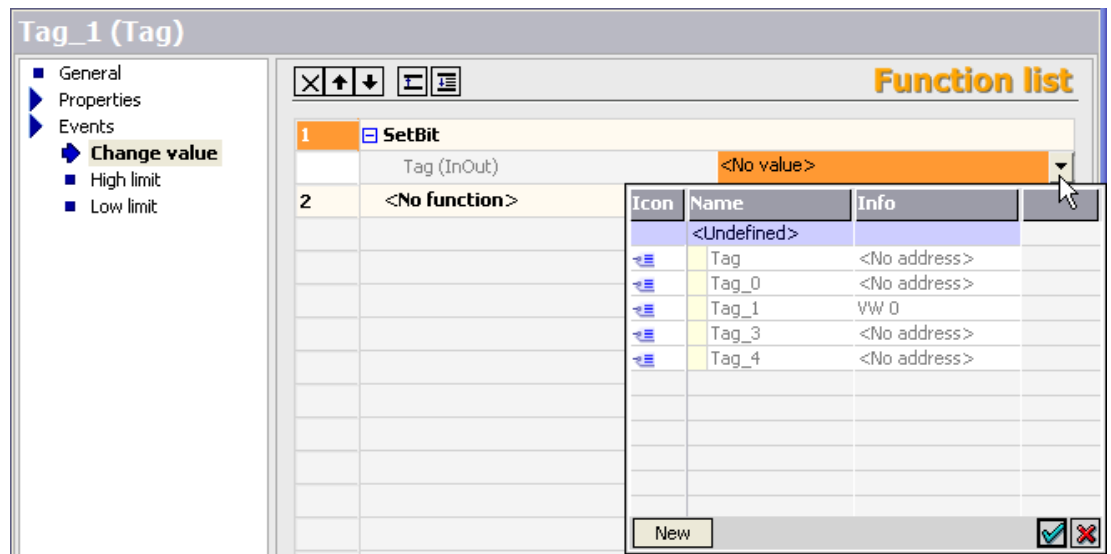 Tag_1 (Tag)
General
Properties
Events
Change value
High limit
Low limit
Function list
1 SetBit
Tag (InOut) <No value>
2 <No function>
Icon Name Info
<Undefined>
Tag <No address>
Tag_0 <No address>
Tag_1 VW 0
Tag_3 <No address>
Tag_4 <No address>
New